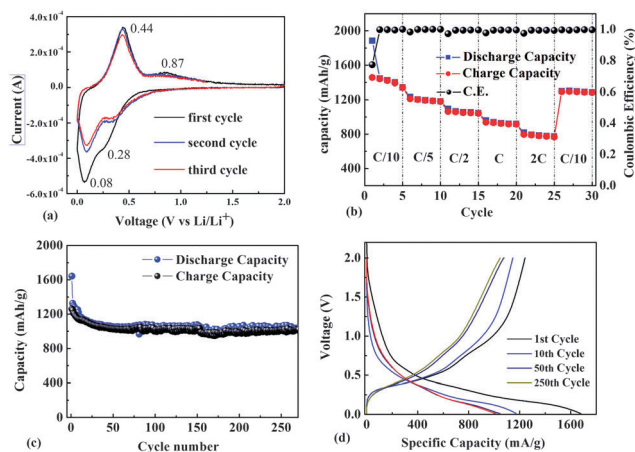 4.0x10⁻⁴
2.0x10⁻⁴
0.0
-2.0x10⁻⁴
-4.0x10⁻⁴
-6.0x10⁻⁴
Current (A)
0.44
0.87
0.28
0.08
first cycle
second cycle
third cycle
0.0 0.4 0.8 1.2 1.6 2.0
(a) Voltage (V vs Li/Li⁺)
2000
1600
1200
800
400
0
capacity (mAh/g)
Discharge Capacity
Charge Capacity
C.E.
C/10 C/5 C/2 C 2C C/10
1.0
0.8
0.6
0.4
0.2
0.0
Coulombic Efficiency (%)
0 5 10 15 20 25 30
(b) Cycle
2000
1600
1200
800
400
0
Capacity (mAh/g)
Discharge Capacity
Charge Capacity
0 50 100 150 200 250
(c) Cycle number
2.0
1.5
1.0
0.5
0.0
Voltage (V)
1st Cycle
10th Cycle
50th Cycle
250th Cycle
0 400 800 1200 1600
(d) Specific Capacity (mA/g)